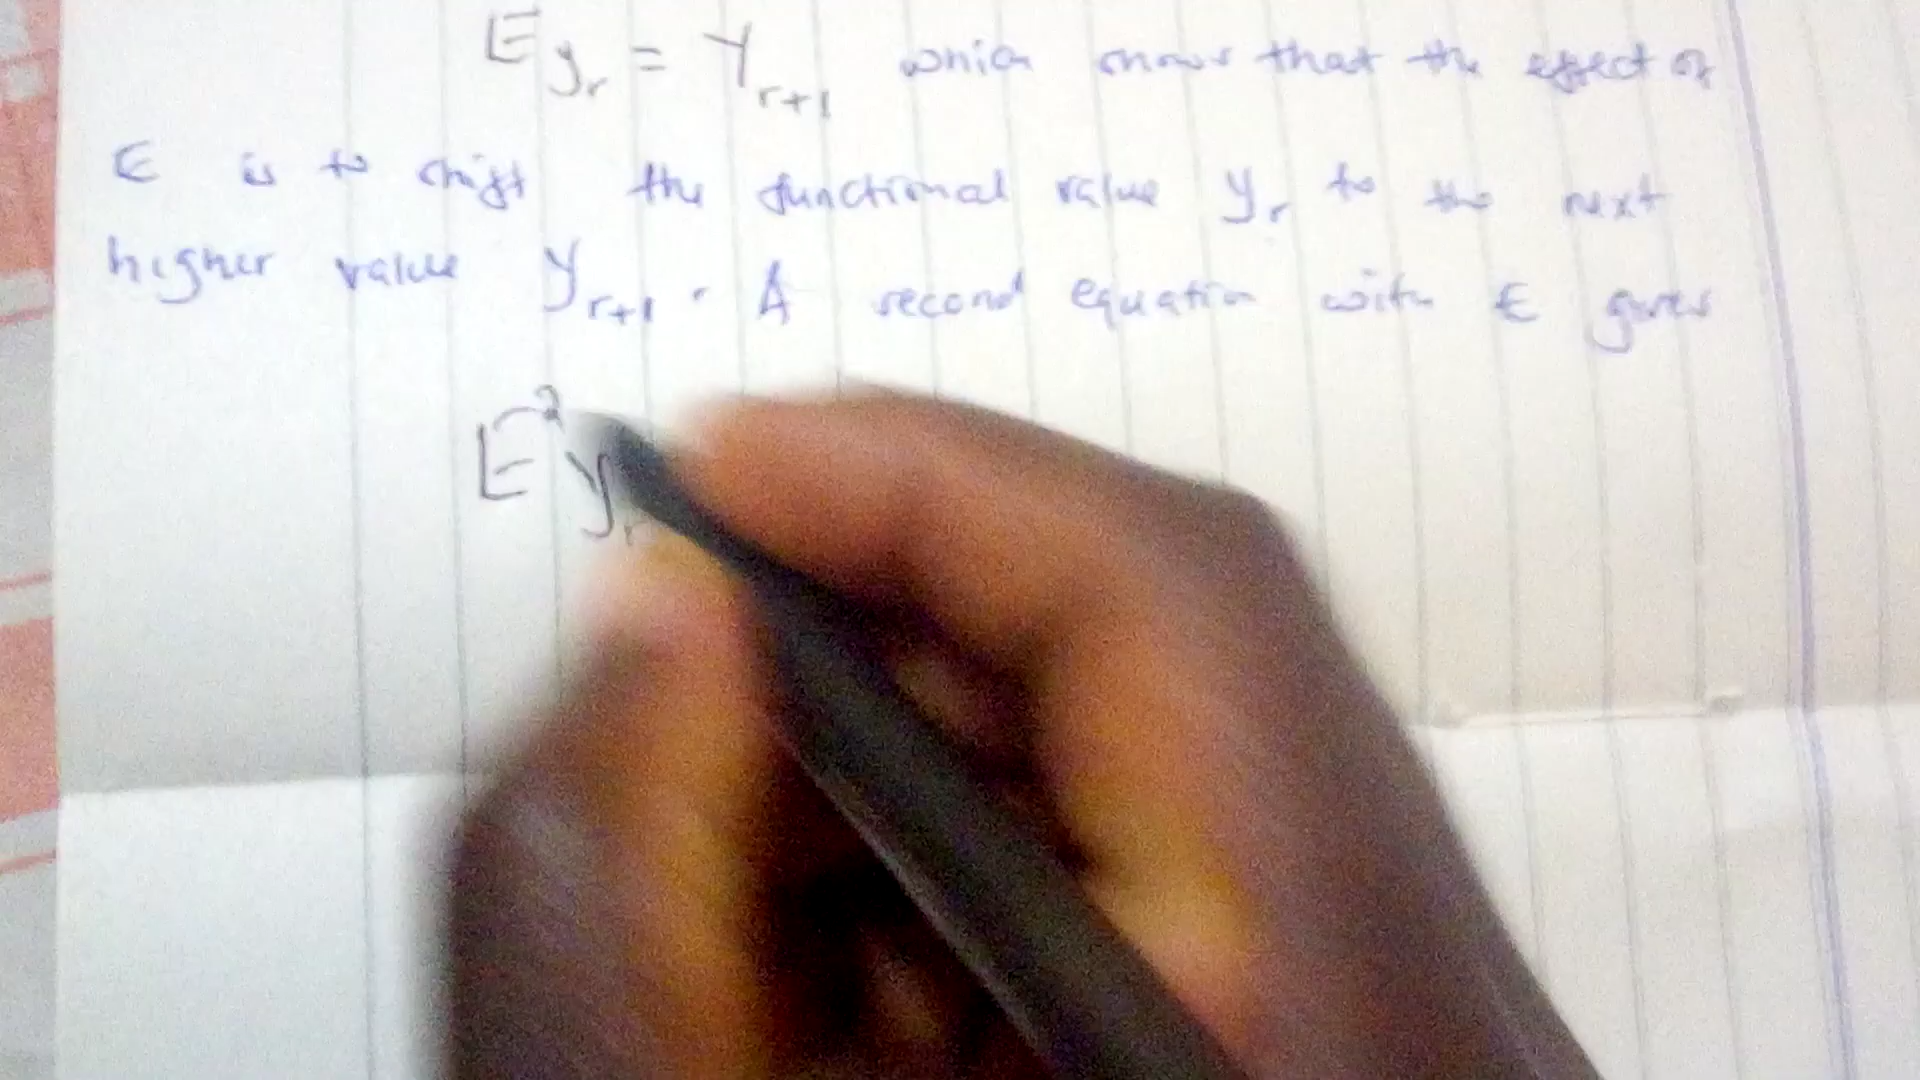 E y_r = Y_{r+1} which shows that the effect of
E is to shift the functional value y_r to the next
higher value y_{r+1}. A second equation with E gives
E² y_r